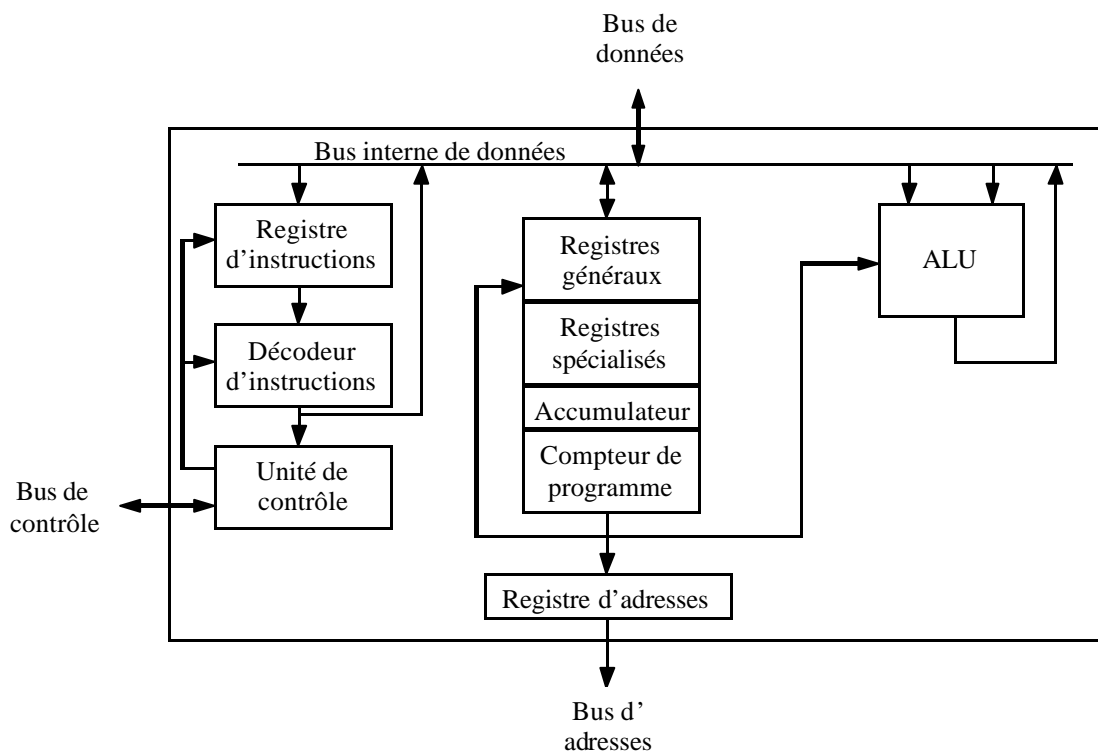 Bus de
données
Bus interne de données
Registre
d'instructions
Registres
généraux
ALU
Registres
spécialisés
Décodeur
d'instructions
Accumulateur
Unité de
contrôle
Compteur de
programme
Bus de
contrôle
Registre d'adresses
Bus d'
adresses